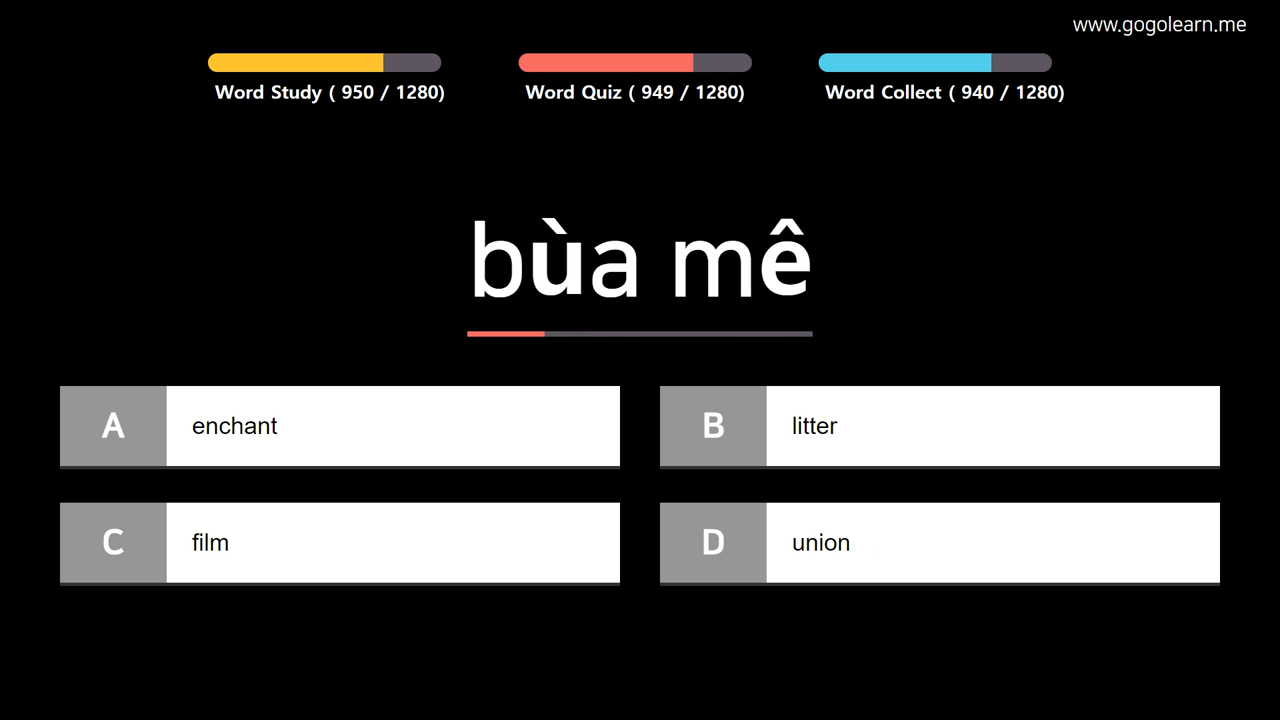 www.gogolearn.me
Word Study ( 950 / 1280)
Word Quiz ( 949 / 1280)
Word Collect ( 940 / 1280)
bùa mê
A enchant
B litter
C film
D union